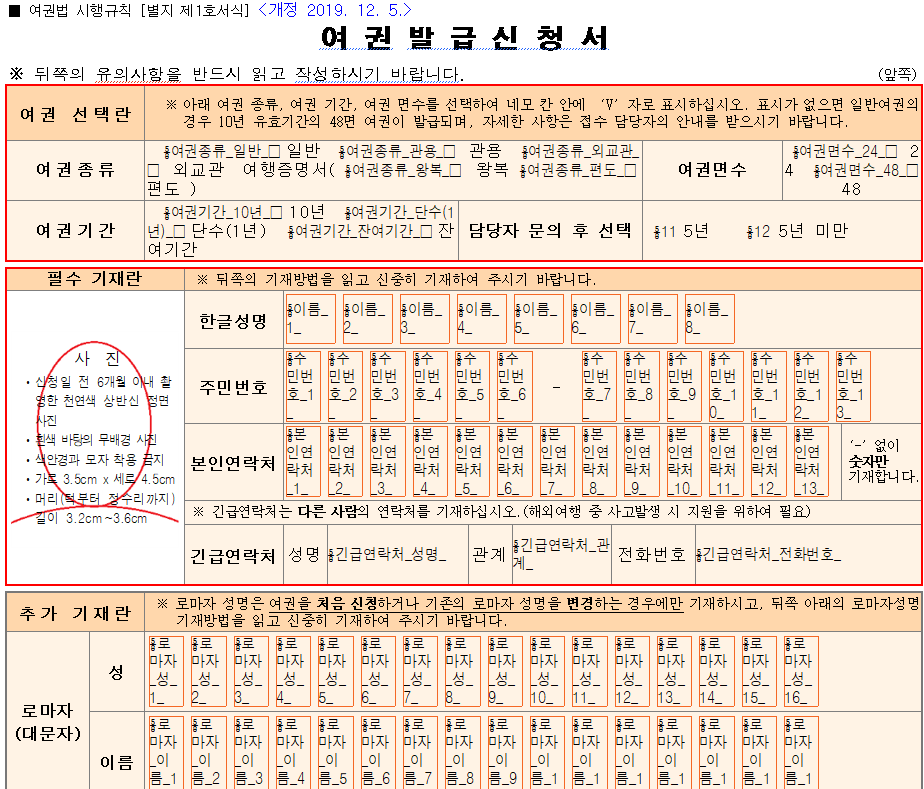 ■ 여권법 시행규칙 [별지 제1호서식] <개정 2019. 12. 5.>
여 권 발 급 신 청 서
※ 뒤쪽의 유의사항을 반드시 읽고 작성하시기 바랍니다.
(앞쪽)
여 권 선 택 란
※ 아래 여권 종류, 여권 기간, 여권 면수를 선택하여 네모 칸 안에 ‘V’자로 표시하십시오. 표시가 없으면 일반여권의
경우 10년 유효기간의 48면 여권이 발급되며, 자세한 사항은 접수 담당자의 안내를 받으시기 바랍니다.
여 권 종 류
여권종류_일반_□ 일반 여권종류_관용_□ 관용 여권종류_외교관_
□ 외교관 여행증명서( 여권종류_왕복_□ 왕복 여권종류_편도_□
편도 )
여권면수
여권면수_24_□ 2
4 여권면수_48_□
48
여 권 기 간
여권기간_10년_□ 10년 여권기간_단수(1
년)_□ 단수(1년) 여권기간_잔여기간_□ 잔
여기간
담당자 문의 후 선택
11 5년 12 5년 미만
필수 기재란
※ 뒤쪽의 기재방법을 읽고 신중히 기재하여 주시기 바랍니다.
사 진
• 신청일 전 6개월 이내 촬
영한 천연색 상반신 정면
사진
• 흰색 바탕의 무배경 사진
• 색안경과 모자 착용 금지
• 가로 3.5cm x 세로 4.5cm
• 머리(턱부터 정수리까지)
길이 3.2cm~3.6cm
한글성명
이름_1_ 이름_2_ 이름_3_ 이름_4_ 이름_5_ 이름_6_ 이름_7_ 이름_8_
주민번호
주민번호_1_ 주민번호_2_ 주민번호_3_ 주민번호_4_ 주민번호_5_ 주민번호_6_ – 주민번호_7_ 주민번호_8_ 주민번호_9_ 주민번호_10_ 주민번호_11_ 주민번호_12_ 주민번호_13_
본인연락처
본인연락처_1_ 본인연락처_2_ 본인연락처_3_ 본인연락처_4_ 본인연락처_5_ 본인연락처_6_ 본인연락처_7_ 본인연락처_8_ 본인연락처_9_ 본인연락처_10_ 본인연락처_11_ 본인연락처_12_ 본인연락처_13_
‘-’ 없이
숫자만
기재합니다.
※ 긴급연락처는 다른 사람의 연락처를 기재하십시오.(해외여행 중 사고발생 시 지원을 위하여 필요)
긴급연락처 성명 긴급연락처_성명_ 관계 긴급연락처_관계_ 전화번호 긴급연락처_전화번호_
추 가 기 재 란
※ 로마자 성명은 여권을 처음 신청하거나 기존의 로마자 성명을 변경하는 경우에만 기재하시고, 뒤쪽 아래의 로마자성명
기재방법을 읽고 신중히 기재하여 주시기 바랍니다.
로마자
(대문자)
성
로마자_성_1_ 로마자_성_2_ 로마자_성_3_ 로마자_성_4_ 로마자_성_5_ 로마자_성_6_ 로마자_성_7_ 로마자_성_8_ 로마자_성_9_ 로마자_성_10_ 로마자_성_11_ 로마자_성_12_ 로마자_성_13_ 로마자_성_14_ 로마자_성_15_ 로마자_성_16_
이름
로마자_이름_1 로마자_이름_2 로마자_이름_3 로마자_이름_4 로마자_이름_5 로마자_이름_6 로마자_이름_7 로마자_이름_8 로마자_이름_9 로마자_이름_1 로마자_이름_1 로마자_이름_1 로마자_이름_1 로마자_이름_1 로마자_이름_1 로마자_이름_1